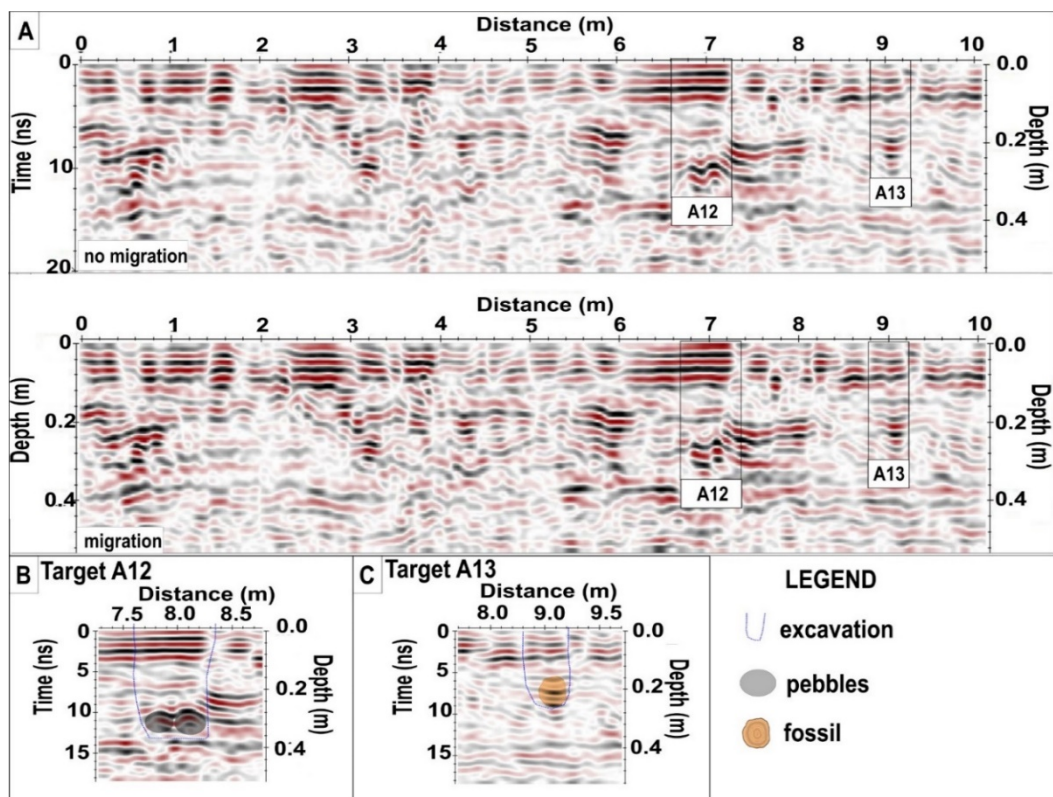 A
Distance (m)
0 1 2 3 4 5 6 7 8 9 10
Time (ns)
0
10
20
Depth (m)
0.0
0.2
0.4
A12
A13
no migration
Distance (m)
0 1 2 3 4 5 6 7 8 9 10
Depth (m)
0
0.2
0.4
Depth (m)
0.0
0.2
0.4
A12
A13
migration
B Target A12
Distance (m)
7.5 8.0 8.5
Time (ns)
0
5
10
15
Depth (m)
0.0
0.2
0.4
C Target A13
Distance (m)
8.0 9.0 9.5
Time (ns)
0
5
10
15
Depth (m)
0.0
0.2
0.4
LEGEND
excavation
pebbles
fossil